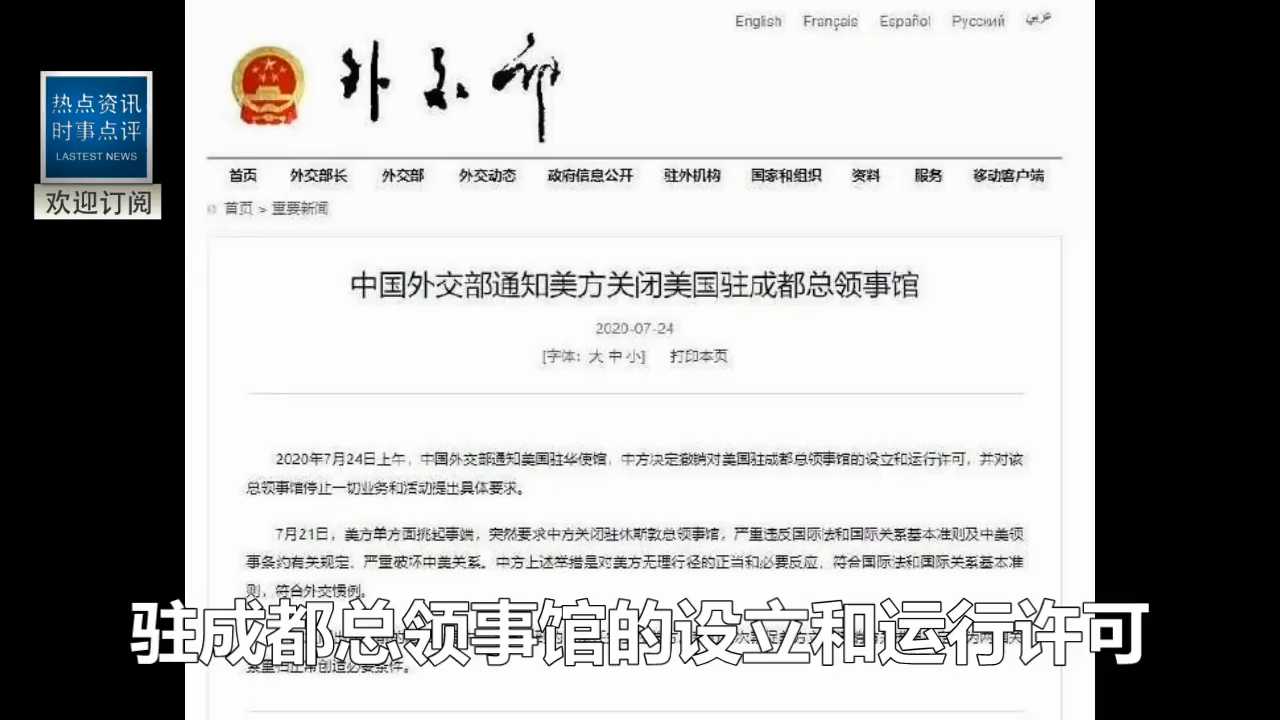 English Français Español Русский عربي
外交部
热点资讯
时事点评
LASTEST NEWS
欢迎订阅
首页 外交部长 外交部 外交动态 政府信息公开 驻外机构 国家和组织 资料 服务 移动客户端
首页 > 重要新闻
中国外交部通知美方关闭美国驻成都总领事馆
2020-07-24
[字体：大 中 小] 打印本页
2020年7月24日上午，中国外交部通知美国驻华使馆，中方决定撤销对美国驻成都总领事馆的设立和运行许可，并对该
总领事馆停止一切业务和活动提出具体要求。
7月21日，美方单方面挑起事端，突然要求中方关闭驻休斯敦总领事馆，严重违反国际法和国际关系基本准则及中美领
事条约有关规定，严重破坏中美关系。中方上述举措是对美方无理行径的正当和必要反应，符合国际法和国际关系基本准
则，符合外交惯例。
驻成都总领事馆的设立和运行许可